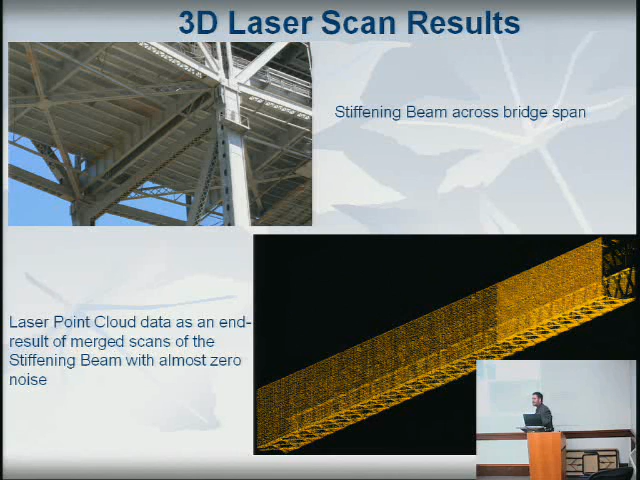 3D Laser Scan Results
Stiffening Beam across bridge span
Laser Point Cloud data as an end-
result of merged scans of the
Stiffening Beam with almost zero
noise